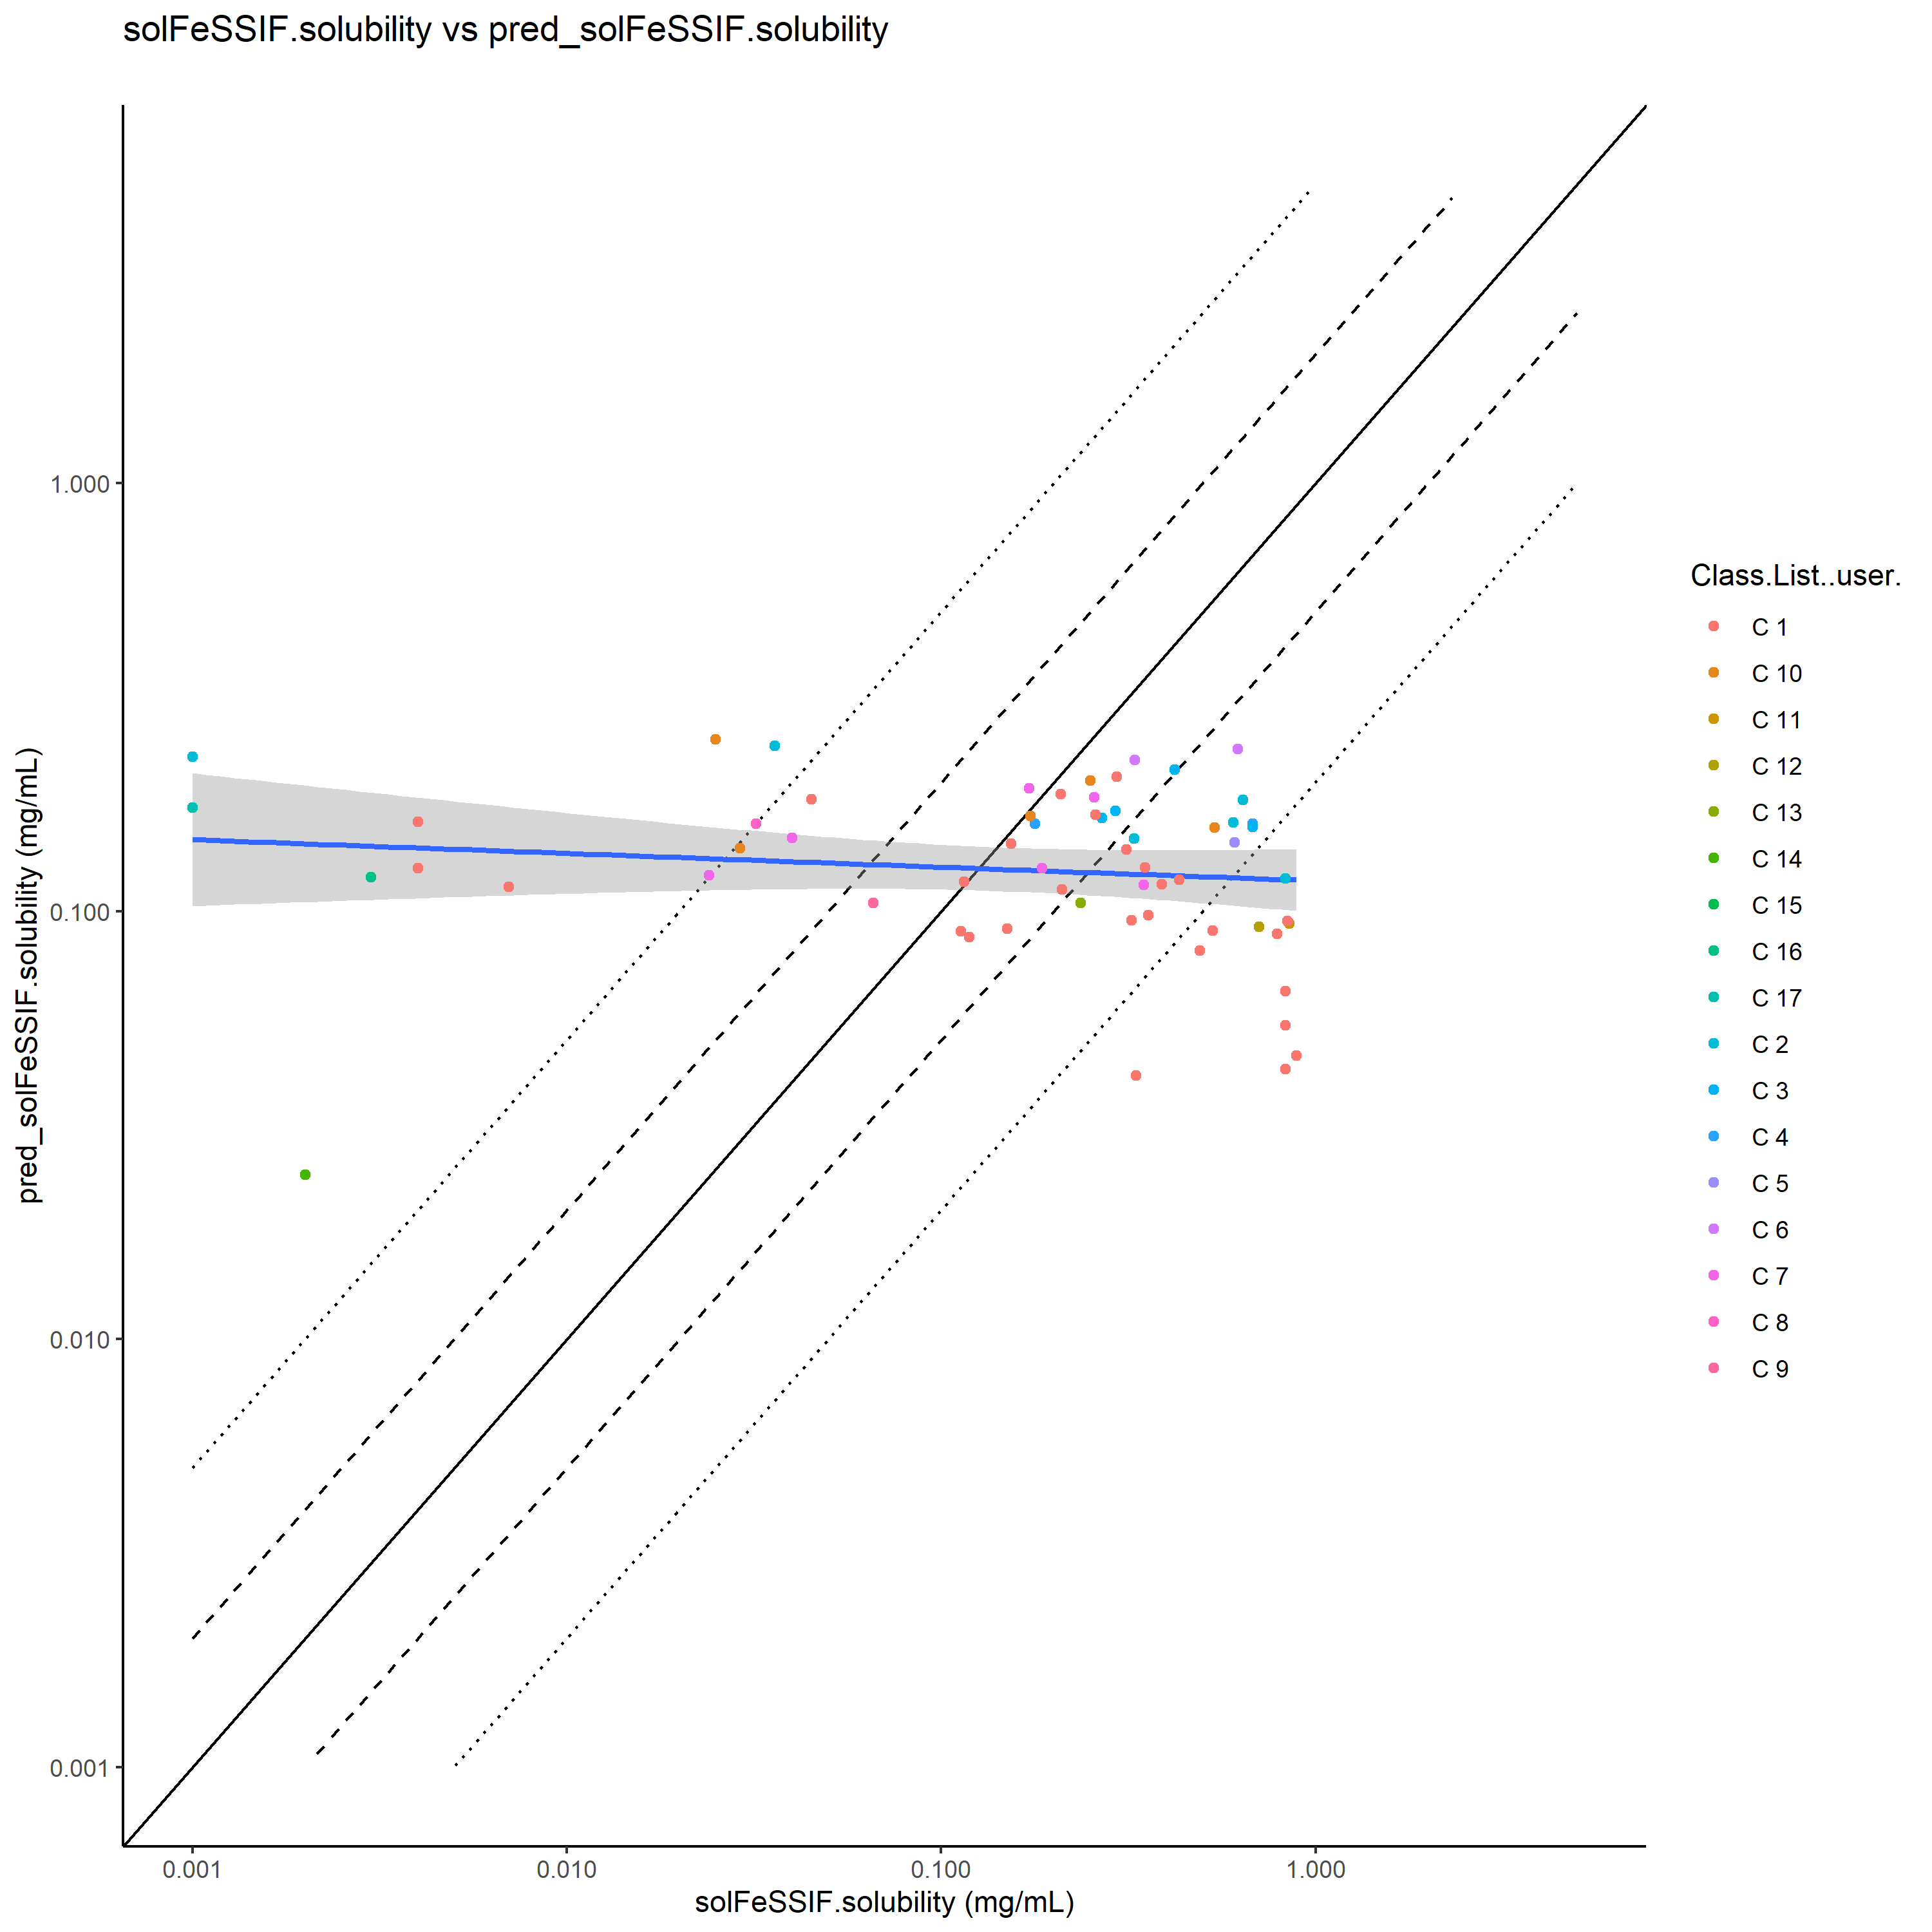 solFeSSIF.solubility vs pred_solFeSSIF.solubility
pred_solFeSSIF.solubility (mg/mL)
1.000
0.100
0.010
0.001
0.001
0.010
0.100
1.000
solFeSSIF.solubility (mg/mL)
Class.List..user.
C 1
C 10
C 11
C 12
C 13
C 14
C 15
C 16
C 17
C 2
C 3
C 4
C 5
C 6
C 7
C 8
C 9